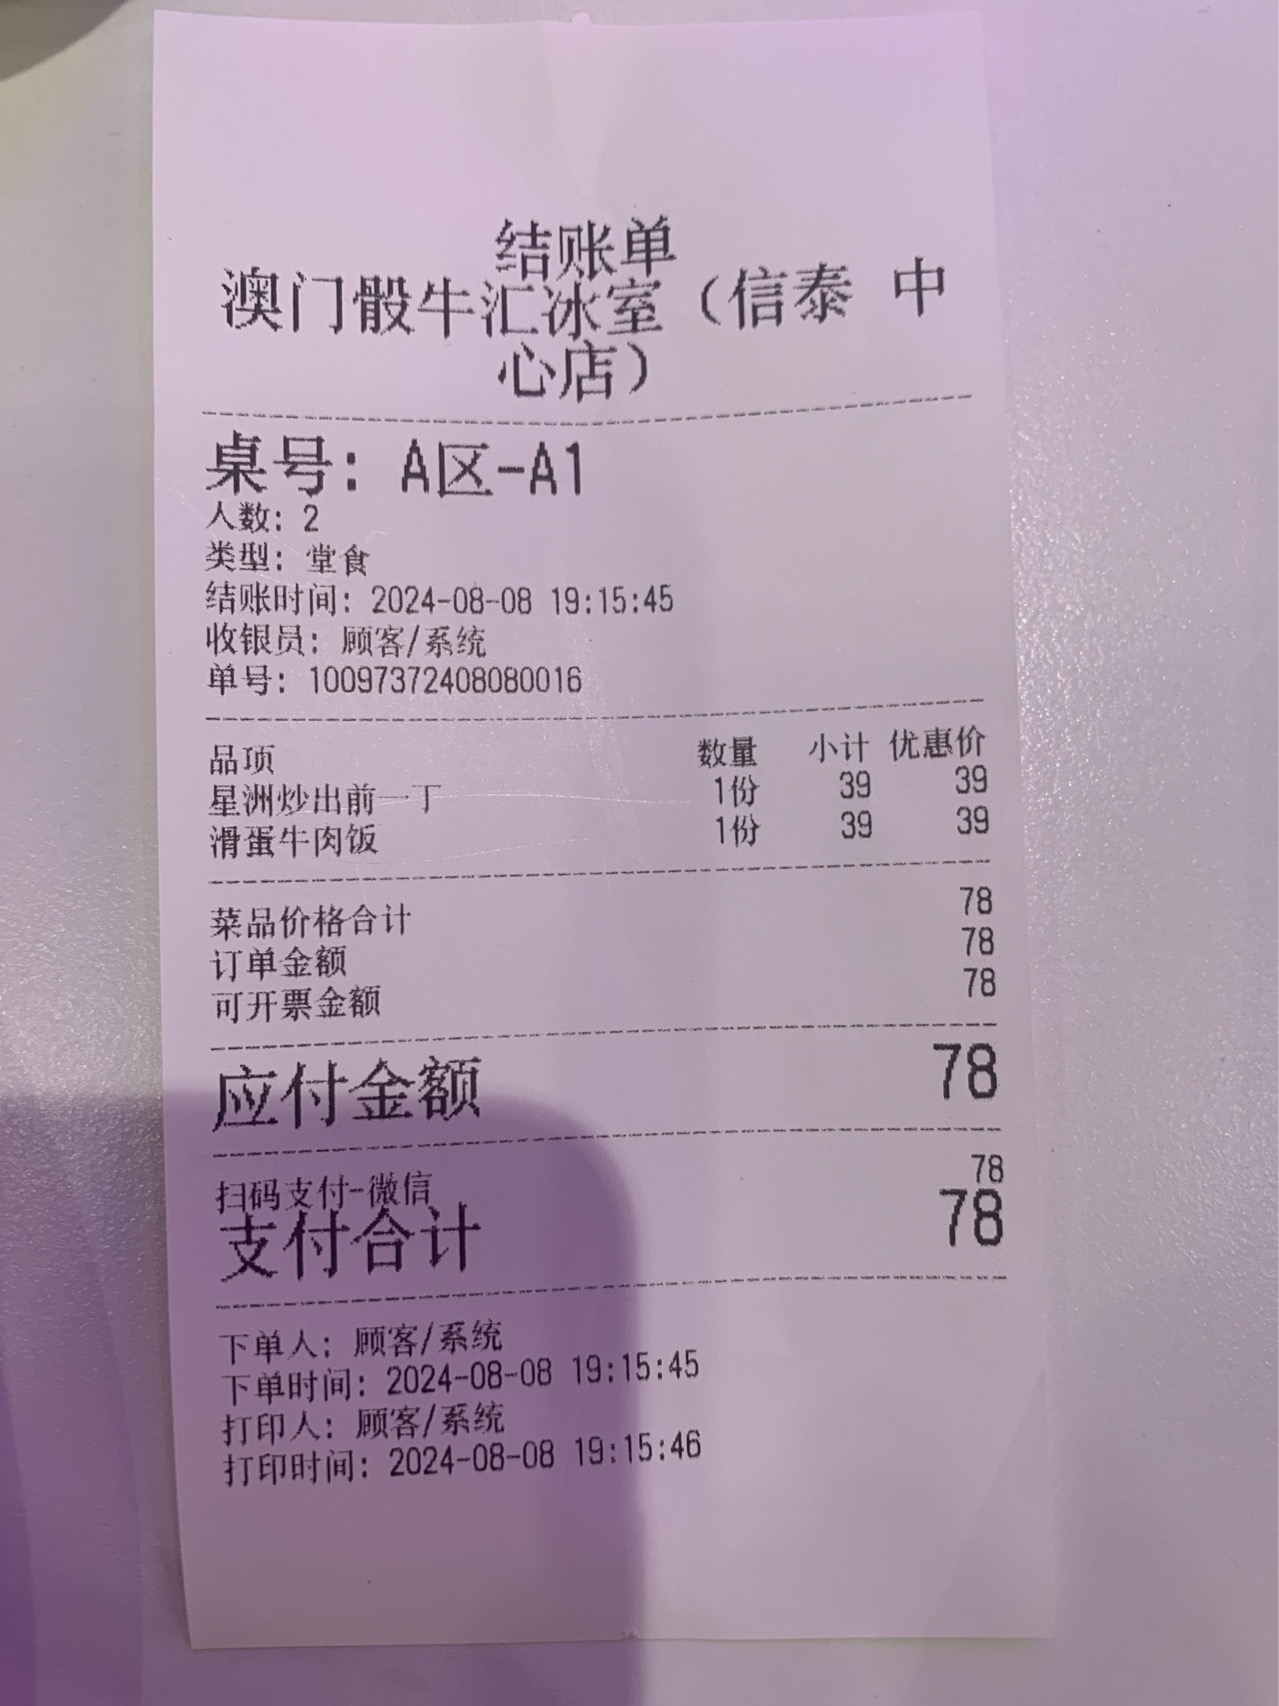 结账单
澳门骰牛汇冰室（信泰 中
心店）
桌号: A区-A1
人数: 2
类型: 堂食
结账时间: 2024-08-08 19:15:45
收银员: 顾客/系统
单号: 10097372408080016
品项 数量 小计 优惠价
星洲炒出前一丁 1份 39 39
滑蛋牛肉饭 1份 39 39
菜品价格合计 78
订单金额 78
可开票金额 78
应付金额 78
扫码支付-微信 78
支付合计 78
下单人: 顾客/系统
下单时间: 2024-08-08 19:15:45
打印人: 顾客/系统
打印时间: 2024-08-08 19:15:46